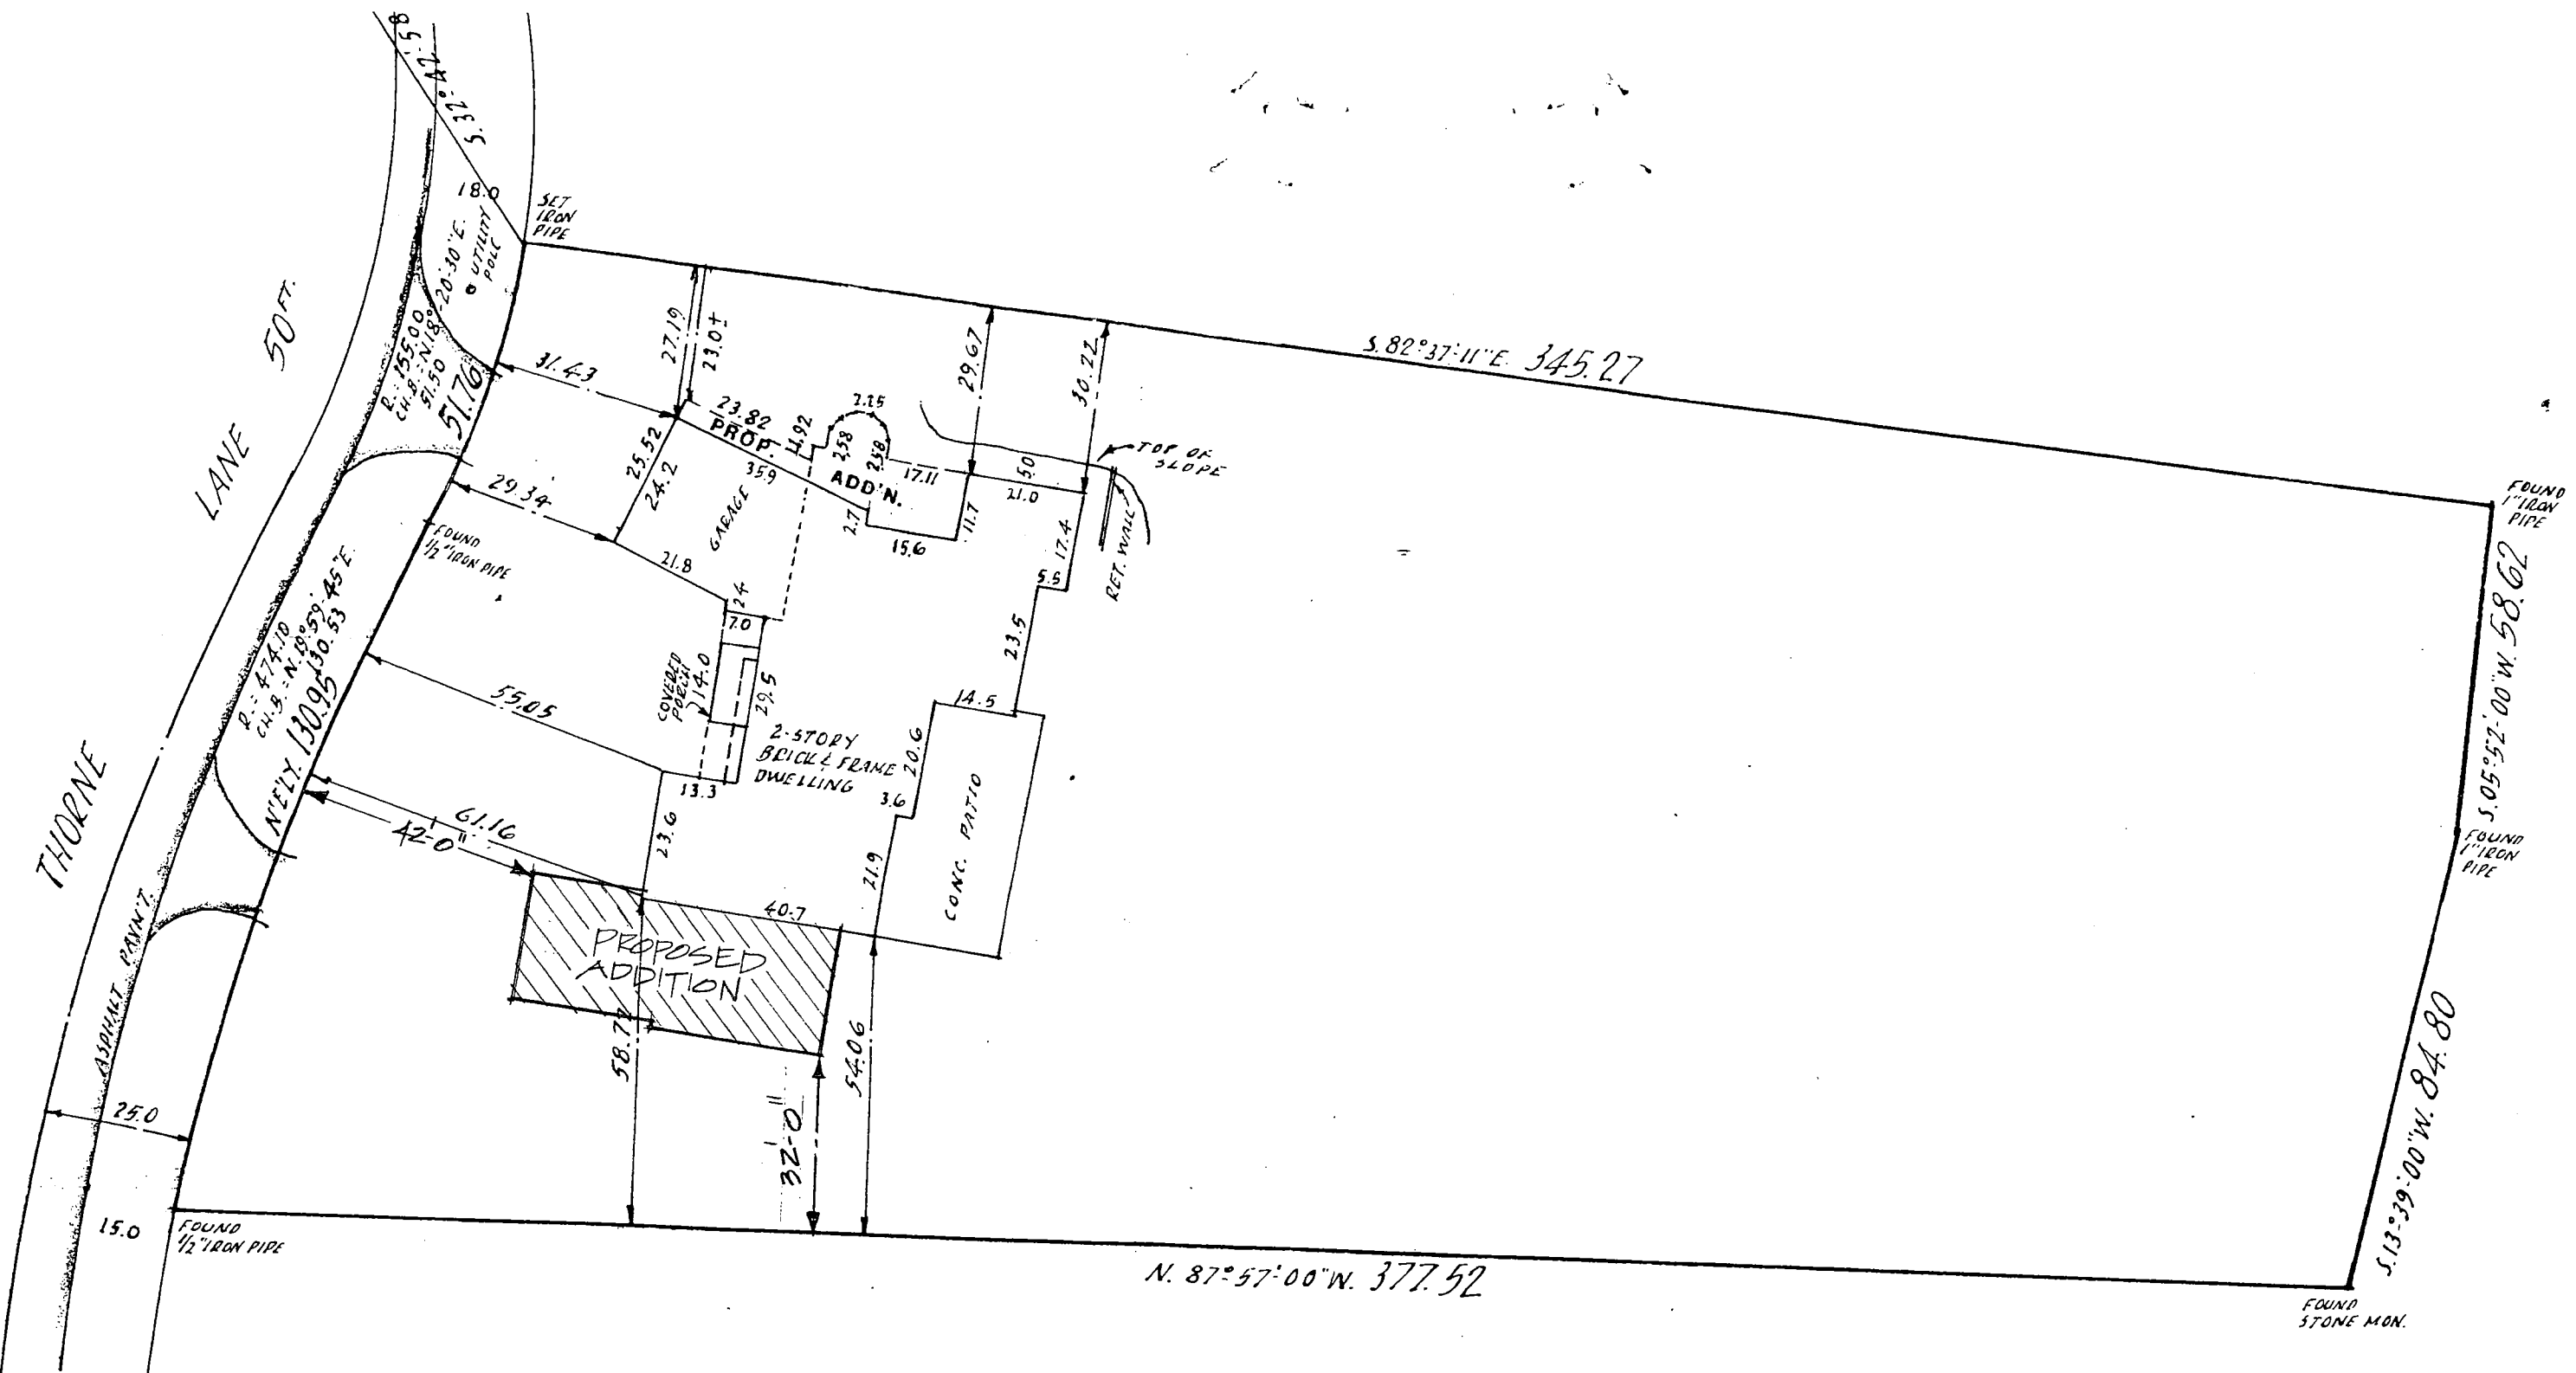 THORNE
LANE
50 FT.
S. 32°-42'-58
18.0
SET
IRON
PIPE
UTILITY
POLE
R.=155.00
CH.B.=N.18°-20'-30"E.
51.50
51.76
31.43
27.19
23.0±
29.67
30.22
S. 82°37'-11"E. 345.27
23.82
PROP.
ADD'N.
4.92
7.25
2.58
2.58
17.11
25.52
24.2
35.9
GARAGE
2.7
15.6
11.7
5.0
21.0
17.4
5.5
TOP OF
SLOPE
RET. WALL
FOUND
1" IRON
PIPE
29.34
FOUND
1/2" IRON PIPE
21.8
2.4
7.0
14.0
COVERED
PORCH
29.5
23.5
R.=474.10
CH.B.=N.19°-59'-45"E.
130.53
N'ELY. 130.95
55.05
2-STORY
BRICK & FRAME
DWELLING
13.3
23.6
14.5
20.6
3.6
21.9
CONC. PATIO
61.16
42'-0"
40.7
PROPOSED
ADDITION
58.77
54.06
32'-0"
ASPHALT PAVN'T.
25.0
15.0
FOUND
1/2" IRON PIPE
S.05°-52'-00"W. 58.62
FOUND
1" IRON
PIPE
S.13°-39'-00"W. 84.80
N. 87°-57'-00"W. 377.52
FOUND
STONE MON.